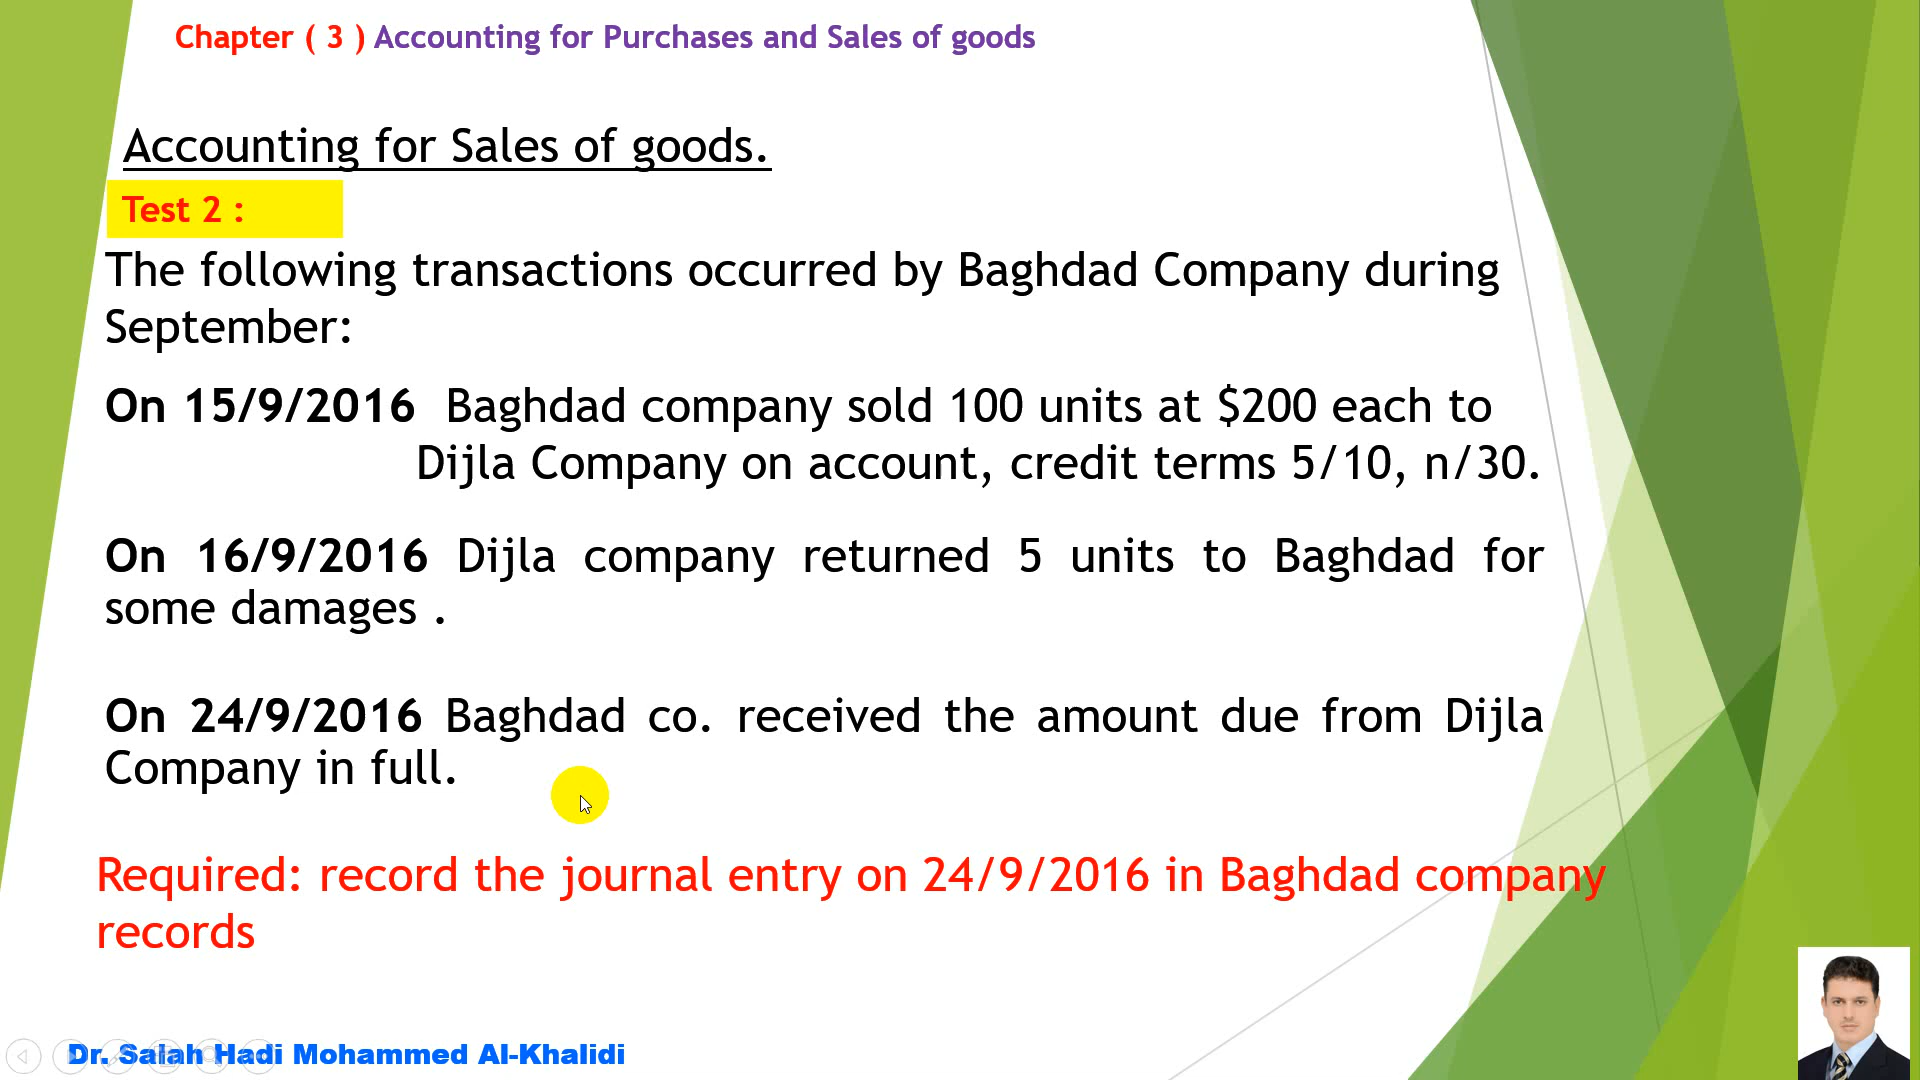 Chapter ( 3 ) Accounting for Purchases and Sales of goods
Accounting for Sales of goods.
Test 2 :
The following transactions occurred by Baghdad Company during
September:
On 15/9/2016 Baghdad company sold 100 units at $200 each to
Dijla Company on account, credit terms 5/10, n/30.
On 16/9/2016 Dijla company returned 5 units to Baghdad for
some damages .
On 24/9/2016 Baghdad co. received the amount due from Dijla
Company in full.
Required: record the journal entry on 24/9/2016 in Baghdad company
records
Dr. Salah Hadi Mohammed Al-Khalidi